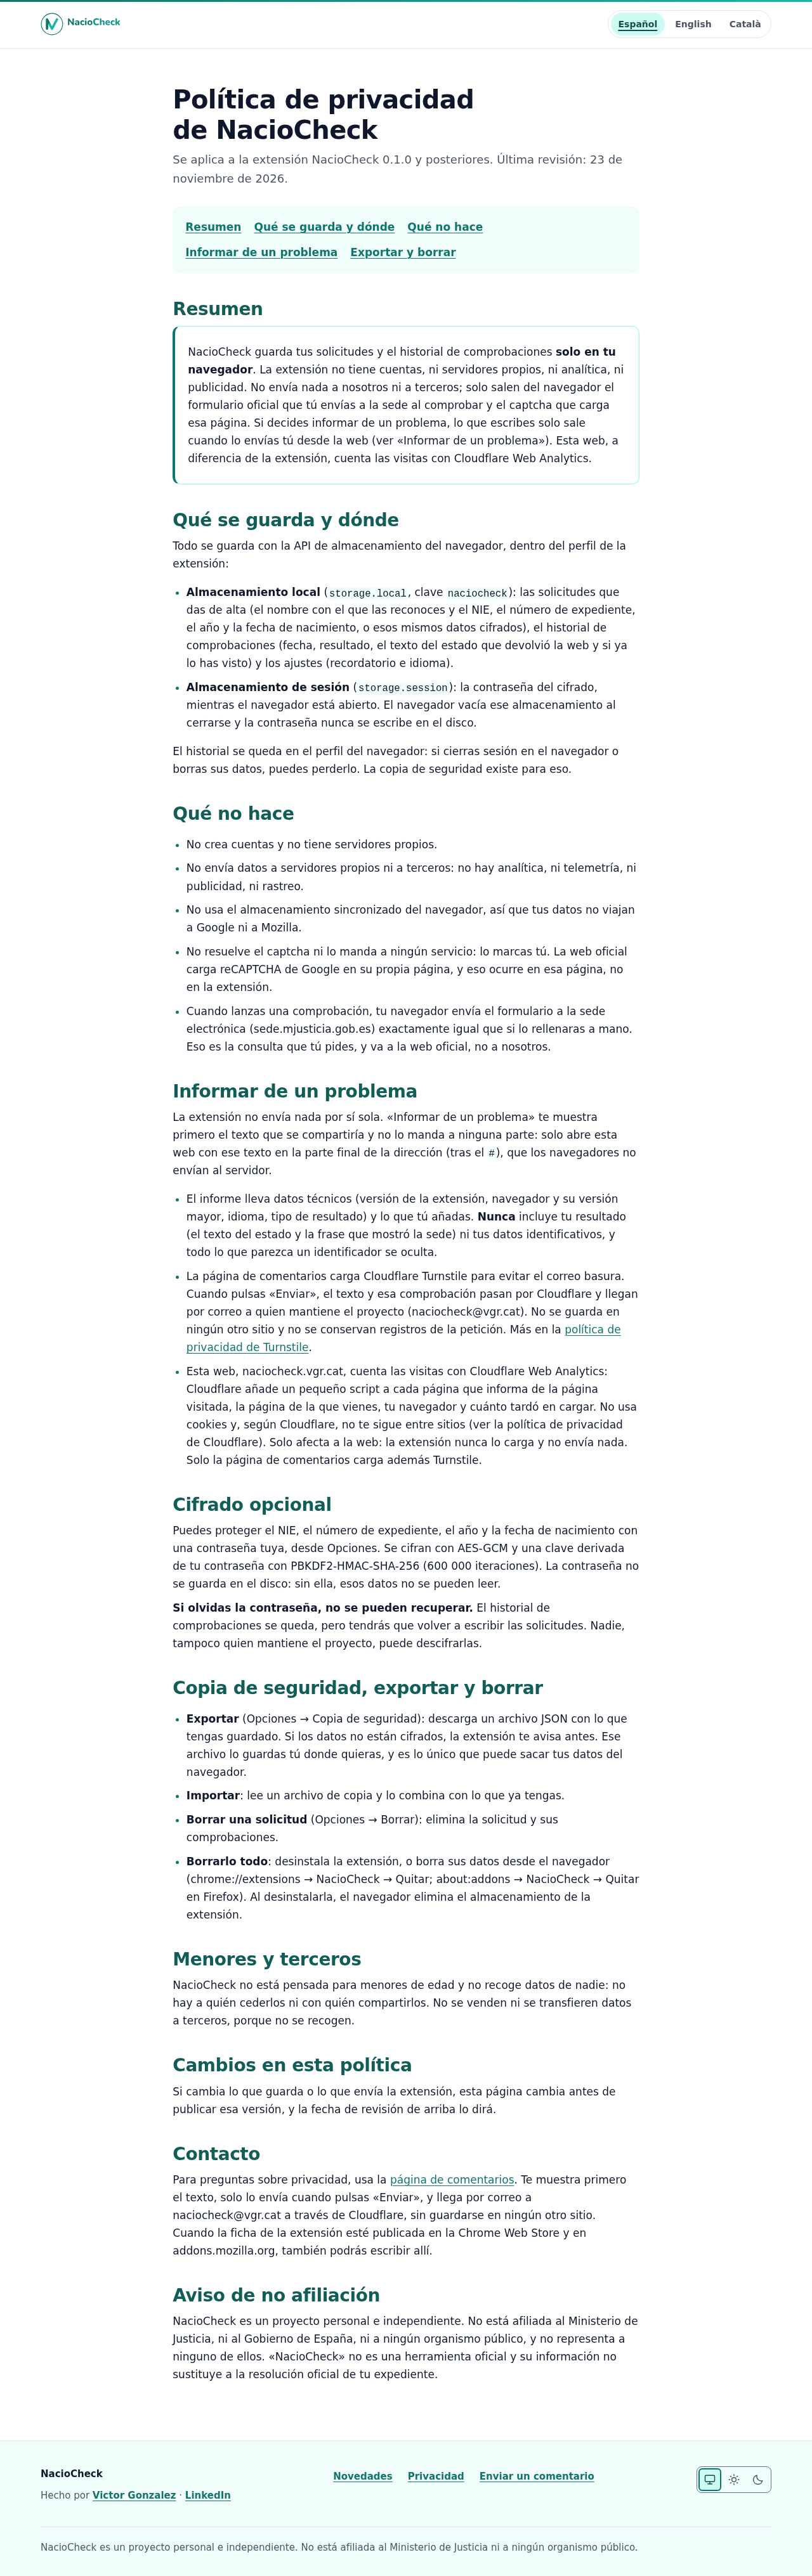 NacioCheck
Español English Català
Política de privacidad
de NacioCheck
Se aplica a la extensión NacioCheck 0.1.0 y posteriores. Última revisión: 23 de
noviembre de 2026.
Resumen Qué se guarda y dónde Qué no hace
Informar de un problema Exportar y borrar
Resumen
NacioCheck guarda tus solicitudes y el historial de comprobaciones solo en tu
navegador. La extensión no tiene cuentas, ni servidores propios, ni analítica, ni
publicidad. No envía nada a nosotros ni a terceros; solo salen del navegador el
formulario oficial que tú envías a la sede al comprobar y el captcha que carga
esa página. Si decides informar de un problema, lo que escribes solo sale
cuando lo envías tú desde la web (ver «Informar de un problema»). Esta web, a
diferencia de la extensión, cuenta las visitas con Cloudflare Web Analytics.
Qué se guarda y dónde
Todo se guarda con la API de almacenamiento del navegador, dentro del perfil de la
extensión:
• Almacenamiento local (storage.local, clave naciocheck): las solicitudes que
das de alta (el nombre con el que las reconoces y el NIE, el número de expediente,
el año y la fecha de nacimiento, o esos mismos datos cifrados), el historial de
comprobaciones (fecha, resultado, el texto del estado que devolvió la web y si ya
lo has visto) y los ajustes (recordatorio e idioma).
• Almacenamiento de sesión (storage.session): la contraseña del cifrado,
mientras el navegador está abierto. El navegador vacía ese almacenamiento al
cerrarse y la contraseña nunca se escribe en el disco.
El historial se queda en el perfil del navegador: si cierras sesión en el navegador o
borras sus datos, puedes perderlo. La copia de seguridad existe para eso.
Qué no hace
• No crea cuentas y no tiene servidores propios.
• No envía datos a servidores propios ni a terceros: no hay analítica, ni telemetría, ni
publicidad, ni rastreo.
• No usa el almacenamiento sincronizado del navegador, así que tus datos no viajan
a Google ni a Mozilla.
• No resuelve el captcha ni lo manda a ningún servicio: lo marcas tú. La web oficial
carga reCAPTCHA de Google en su propia página, y eso ocurre en esa página, no
en la extensión.
• Cuando lanzas una comprobación, tu navegador envía el formulario a la sede
electrónica (sede.mjusticia.gob.es) exactamente igual que si lo rellenaras a mano.
Eso es la consulta que tú pides, y va a la web oficial, no a nosotros.
Informar de un problema
La extensión no envía nada por sí sola. «Informar de un problema» te muestra
primero el texto que se compartiría y no lo manda a ninguna parte: solo abre esta
web con ese texto en la parte final de la dirección (tras el #), que los navegadores no
envían al servidor.
• El informe lleva datos técnicos (versión de la extensión, navegador y su versión
mayor, idioma, tipo de resultado) y lo que tú añadas. Nunca incluye tu resultado
(el texto del estado y la frase que mostró la sede) ni tus datos identificativos, y
todo lo que parezca un identificador se oculta.
• La página de comentarios carga Cloudflare Turnstile para evitar el correo basura.
Cuando pulsas «Enviar», el texto y esa comprobación pasan por Cloudflare y llegan
por correo a quien mantiene el proyecto (naciocheck@vgr.cat). No se guarda en
ningún otro sitio y no se conservan registros de la petición. Más en la política de
privacidad de Turnstile.
• Esta web, naciocheck.vgr.cat, cuenta las visitas con Cloudflare Web Analytics:
Cloudflare añade un pequeño script a cada página que informa de la página
visitada, la página de la que vienes, tu navegador y cuánto tardó en cargar. No usa
cookies y, según Cloudflare, no te sigue entre sitios (ver la política de privacidad
de Cloudflare). Solo afecta a la web: la extensión nunca lo carga y no envía nada.
Solo la página de comentarios carga además Turnstile.
Cifrado opcional
Puedes proteger el NIE, el número de expediente, el año y la fecha de nacimiento con
una contraseña tuya, desde Opciones. Se cifran con AES-GCM y una clave derivada
de tu contraseña con PBKDF2-HMAC-SHA-256 (600 000 iteraciones). La contraseña no
se guarda en el disco: sin ella, esos datos no se pueden leer.
Si olvidas la contraseña, no se pueden recuperar. El historial de
comprobaciones se queda, pero tendrás que volver a escribir las solicitudes. Nadie,
tampoco quien mantiene el proyecto, puede descifrarlas.
Copia de seguridad, exportar y borrar
• Exportar (Opciones → Copia de seguridad): descarga un archivo JSON con lo que
tengas guardado. Si los datos no están cifrados, la extensión te avisa antes. Ese
archivo lo guardas tú donde quieras, y es lo único que puede sacar tus datos del
navegador.
• Importar: lee un archivo de copia y lo combina con lo que ya tengas.
• Borrar una solicitud (Opciones → Borrar): elimina la solicitud y sus
comprobaciones.
• Borrarlo todo: desinstala la extensión, o borra sus datos desde el navegador
(chrome://extensions → NacioCheck → Quitar; about:addons → NacioCheck → Quitar
en Firefox). Al desinstalarla, el navegador elimina el almacenamiento de la
extensión.
Menores y terceros
NacioCheck no está pensada para menores de edad y no recoge datos de nadie: no
hay a quién cederlos ni con quién compartirlos. No se venden ni se transfieren datos
a terceros, porque no se recogen.
Cambios en esta política
Si cambia lo que guarda o lo que envía la extensión, esta página cambia antes de
publicar esa versión, y la fecha de revisión de arriba lo dirá.
Contacto
Para preguntas sobre privacidad, usa la página de comentarios. Te muestra primero
el texto, solo lo envía cuando pulsas «Enviar», y llega por correo a
naciocheck@vgr.cat a través de Cloudflare, sin guardarse en ningún otro sitio.
Cuando la ficha de la extensión esté publicada en la Chrome Web Store y en
addons.mozilla.org, también podrás escribir allí.
Aviso de no afiliación
NacioCheck es un proyecto personal e independiente. No está afiliada al Ministerio de
Justicia, ni al Gobierno de España, ni a ningún organismo público, y no representa a
ninguno de ellos. «NacioCheck» no es una herramienta oficial y su información no
sustituye a la resolución oficial de tu expediente.
NacioCheck
Hecho por Victor Gonzalez · LinkedIn
Novedades Privacidad Enviar un comentario
NacioCheck es un proyecto personal e independiente. No está afiliada al Ministerio de Justicia ni a ningún organismo público.